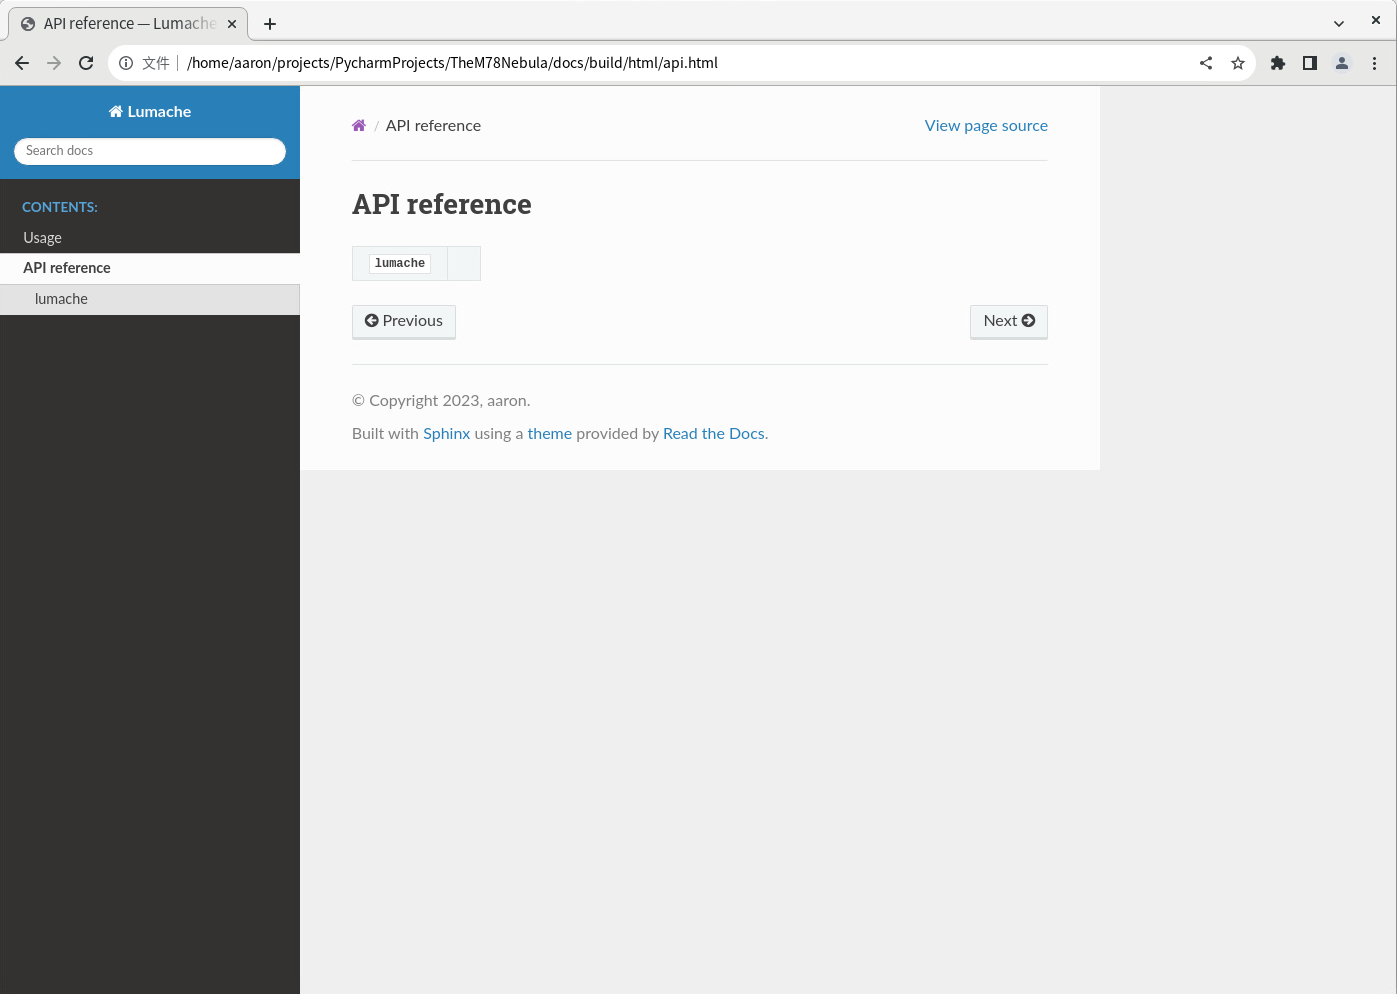 API reference — Lumache
文件
/home/aaron/projects/PycharmProjects/TheM78Nebula/docs/build/html/api.html
Lumache
Search docs
CONTENTS:
Usage
API reference
lumache
/ API reference
View page source
API reference
lumache
Previous
Next
© Copyright 2023, aaron.
Built with Sphinx using a theme provided by Read the Docs.